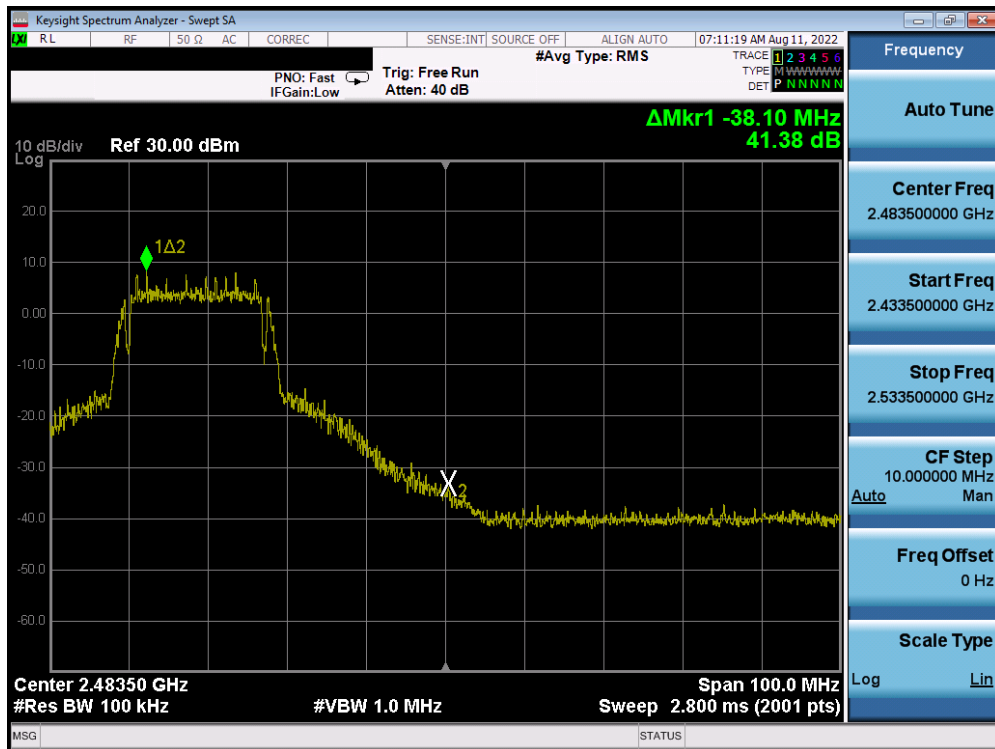 Keysight Spectrum Analyzer - Swept SA
LXI RL RF 50 Ω AC CORREC SENSE:INT SOURCE OFF ALIGN AUTO 07:11:19 AM Aug 11, 2022
#Avg Type: RMS
TRACE 1 2 3 4 5 6
PNO: Fast Trig: Free Run
TYPE M W W W W W
IFGain:Low Atten: 40 dB
DET P N N N N N
ΔMkr1 -38.10 MHz
41.38 dB
10 dB/div Ref 30.00 dBm
Log
20.0
1Δ2
10.0
0.00
-10.0
-20.0
-30.0
2
-40.0
-50.0
-60.0
Center 2.48350 GHz Span 100.0 MHz
#Res BW 100 kHz #VBW 1.0 MHz Sweep 2.800 ms (2001 pts)
MSG STATUS
Frequency
Auto Tune
Center Freq
2.483500000 GHz
Start Freq
2.433500000 GHz
Stop Freq
2.533500000 GHz
CF Step
10.000000 MHz
Auto Man
Freq Offset
0 Hz
Scale Type
Log Lin